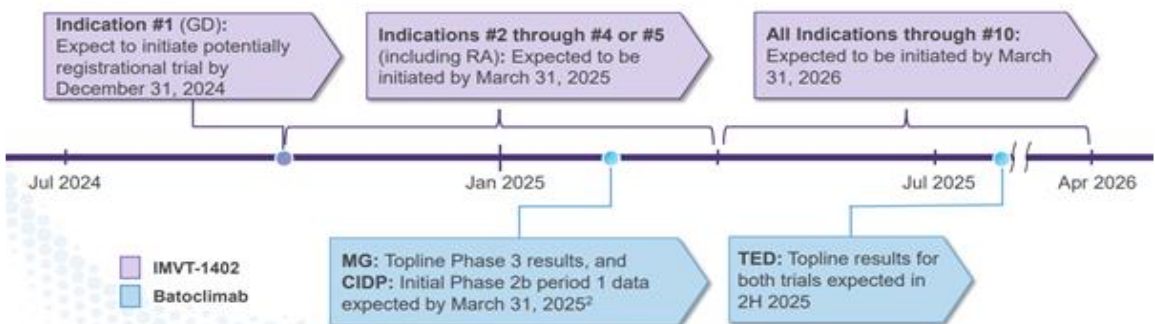 Indication #1 (GD):
Expect to initiate potentially
registrational trial by
December 31, 2024
Indications #2 through #4 or #5
(including RA): Expected to be
initiated by March 31, 2025
All Indications through #10:
Expected to be initiated by March
31, 2026
Jul 2024
Jan 2025
Jul 2025
Apr 2026
IMVT-1402
Batoclimab
MG: Topline Phase 3 results, and
CIDP: Initial Phase 2b period 1 data
expected by March 31, 2025²
TED: Topline results for
both trials expected in
2H 2025